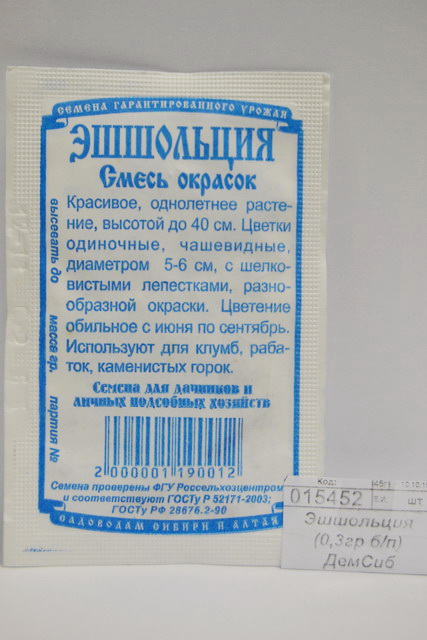 СЕМЕНА ГАРАНТИРОВАННОГО УРОЖАЯ
ЭШШОЛЬЦИЯ
Смесь окрасок
Красивое, однолетнее расте-
ние, высотой до 40 см. Цветки
одиночные, чашевидные,
диаметром 5-6 см, с шелко-
вистыми лепестками, разно-
образной окраски. Цветение
обильное с июня по сентябрь.
Используют для клумб, раба-
ток, каменистых горок.
Семена для дачников и
личных подсобных хозяйств
2 000001 190012
Семена проверены ФГУ Россельхозцентром
и соответствуют ГОСТу Р 52171-2003;
ГОСТу РФ 28676.2-90
САДОВОДАМ СИБИРИ И АЛТАЯ
высевать до масса гр. партия №
Код:
015452
шт
Эшшольция
(0,3гр б/п)
ДемСиб